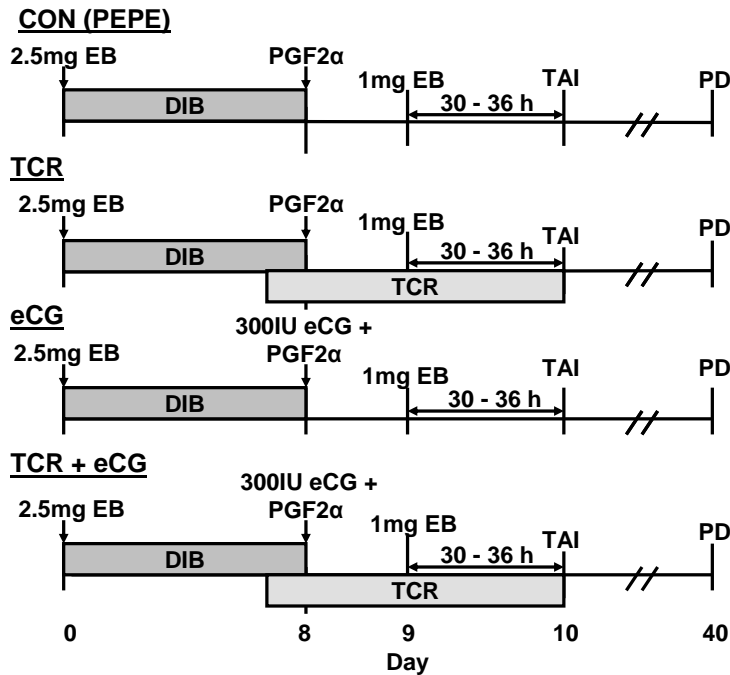 CON (PEPE)
2.5mg EB PGF2α
1mg EB TAI PD
DIB 30 - 36 h
TCR
2.5mg EB PGF2α
1mg EB TAI PD
DIB 30 - 36 h
TCR
eCG 300IU eCG +
2.5mg EB PGF2α TAI PD
1mg EB
DIB 30 - 36 h
TCR + eCG
300IU eCG +
2.5mg EB PGF2α
1mg EB TAI PD
DIB 30 - 36 h
TCR
0 8 9 10 40
Day